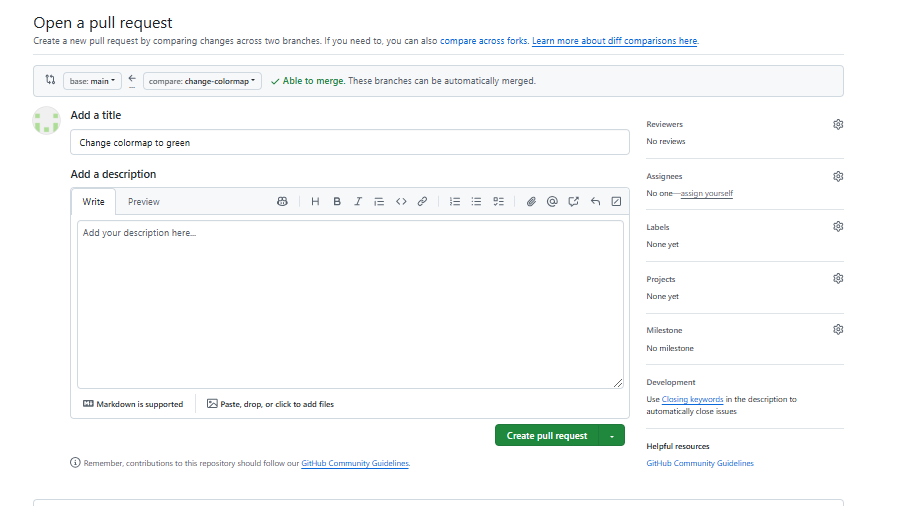 Open a pull request
Create a new pull request by comparing changes across two branches. If you need to, you can also compare across forks. Learn more about diff comparisons here.
base: main compare: change-colormap Able to merge. These branches can be automatically merged.
Add a title
Change colormap to green
Add a description
Write Preview
Add your description here...
Markdown is supported Paste, drop, or click to add files
Create pull request
Remember, contributions to this repository should follow our GitHub Community Guidelines.
Reviewers
No reviews
Assignees
No one—assign yourself
Labels
None yet
Projects
None yet
Milestone
No milestone
Development
Use Closing keywords in the description to
automatically close issues
Helpful resources
GitHub Community Guidelines